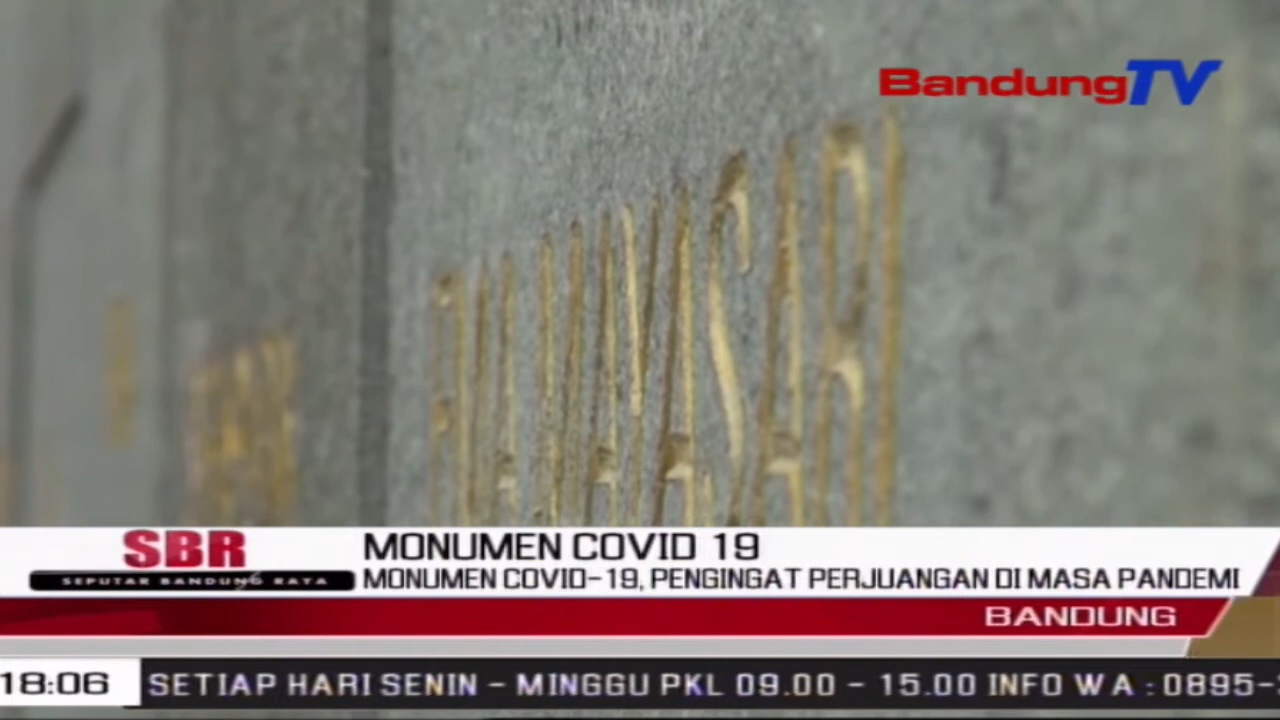 BandungTV
SBR
SEPUTAR BANDUNG RAYA
MONUMEN COVID 19
MONUMEN COVID-19, PENGINGAT PERJUANGAN DI MASA PANDEMI
BANDUNG
18:06
SETIAP HARI SENIN - MINGGU PKL 09.00 - 15.00 INFO WA : 0895-